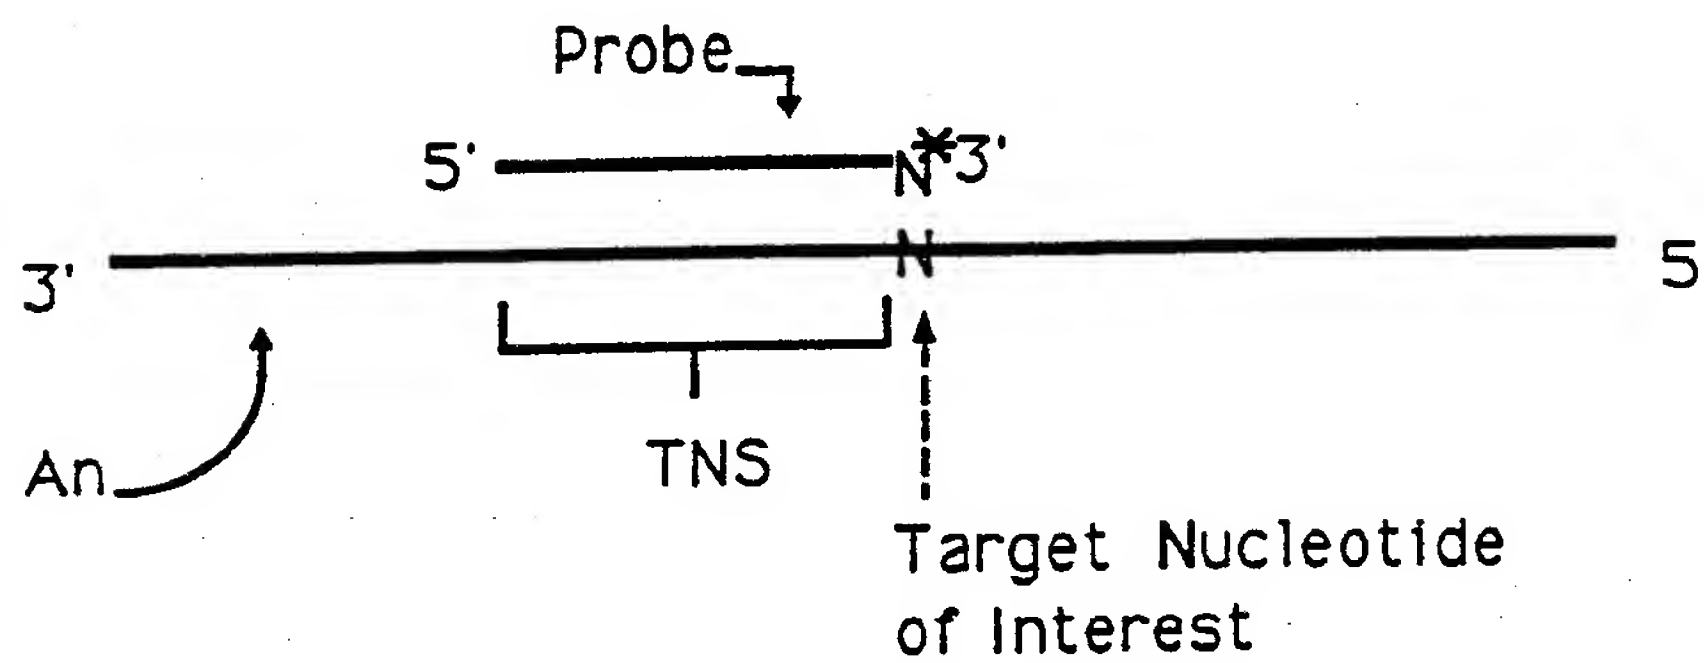 Probe
5' N*3'
3' N 5
An
TNS
Target Nucleotide
of Interest